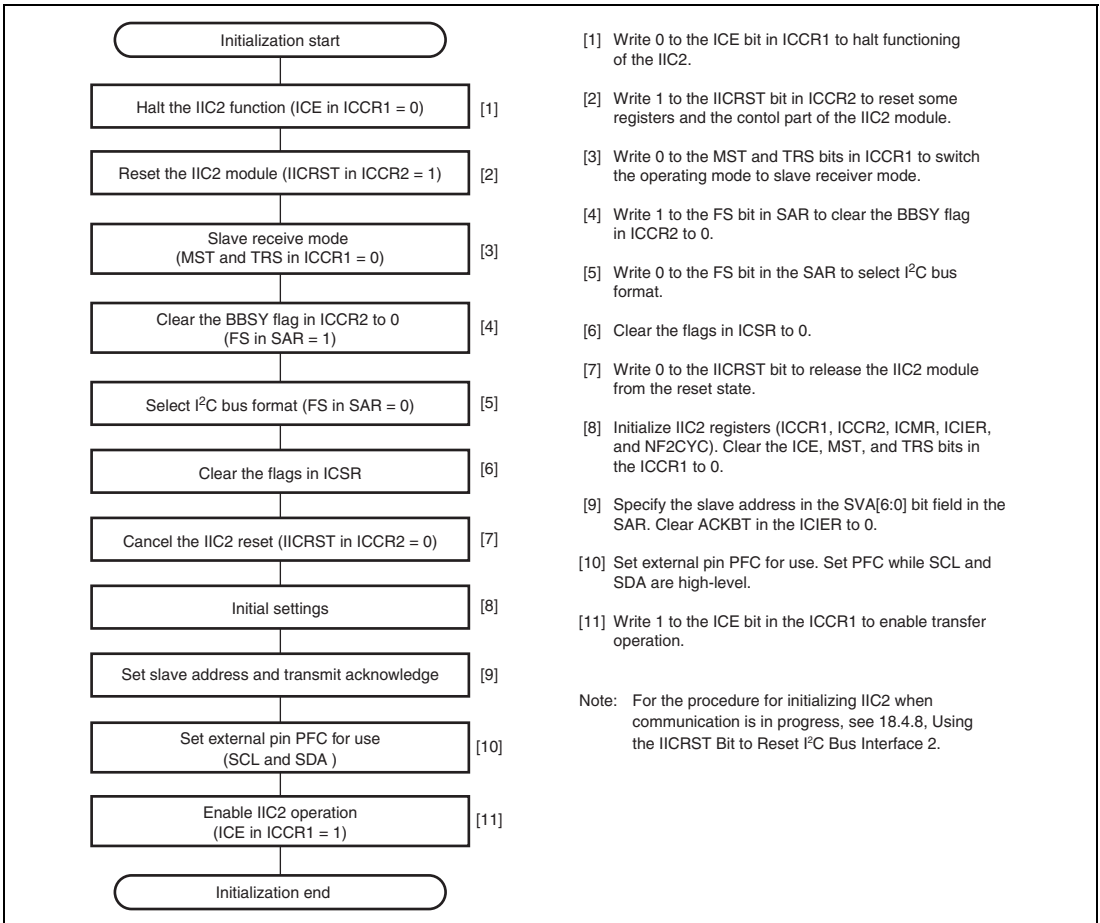 Initialization start
Halt the IIC2 function (ICE in ICCR1 = 0)
[1]
Reset the IIC2 module (IICRST in ICCR2 = 1)
[2]
Slave receive mode
(MST and TRS in ICCR1 = 0)
[3]
Clear the BBSY flag in ICCR2 to 0
(FS in SAR = 1)
[4]
Select I²C bus format (FS in SAR = 0)
[5]
Clear the flags in ICSR
[6]
Cancel the IIC2 reset (IICRST in ICCR2 = 0)
[7]
Initial settings
[8]
Set slave address and transmit acknowledge
[9]
Set external pin PFC for use
(SCL and SDA )
[10]
Enable IIC2 operation
(ICE in ICCR1 = 1)
[11]
Initialization end
[1] Write 0 to the ICE bit in ICCR1 to halt functioning
of the IIC2.
[2] Write 1 to the IICRST bit in ICCR2 to reset some
registers and the contol part of the IIC2 module.
[3] Write 0 to the MST and TRS bits in ICCR1 to switch
the operating mode to slave receiver mode.
[4] Write 1 to the FS bit in SAR to clear the BBSY flag
in ICCR2 to 0.
[5] Write 0 to the FS bit in the SAR to select I²C bus
format.
[6] Clear the flags in ICSR to 0.
[7] Write 0 to the IICRST bit to release the IIC2 module
from the reset state.
[8] Initialize IIC2 registers (ICCR1, ICCR2, ICMR, ICIER,
and NF2CYC). Clear the ICE, MST, and TRS bits in
the ICCR1 to 0.
[9] Specify the slave address in the SVA[6:0] bit field in the
SAR. Clear ACKBT in the ICIER to 0.
[10] Set external pin PFC for use. Set PFC while SCL and
SDA are high-level.
[11] Write 1 to the ICE bit in the ICCR1 to enable transfer
operation.
Note: For the procedure for initializing IIC2 when
communication is in progress, see 18.4.8, Using
the IICRST Bit to Reset I²C Bus Interface 2.